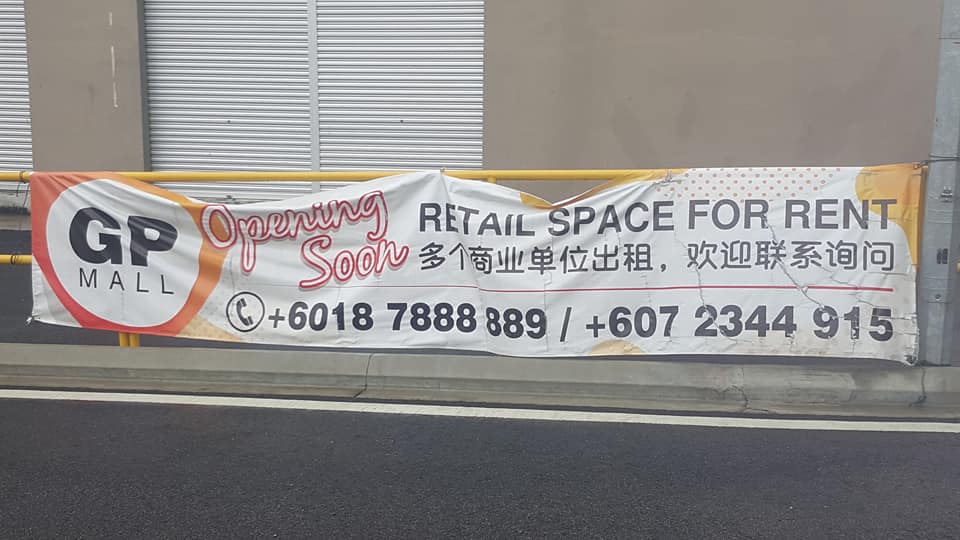 GP
MALL
Opening
Soon
RETAIL SPACE FOR RENT
多个商业单位出租，欢迎联系询问
+6018 7888 889 / +607 2344 915